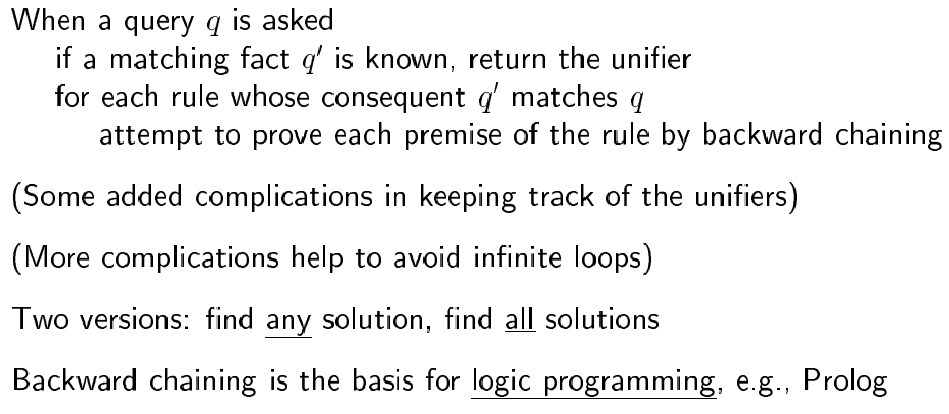 When a query q is asked
if a matching fact q′ is known, return the unifier
for each rule whose consequent q′ matches q
attempt to prove each premise of the rule by backward chaining
(Some added complications in keeping track of the unifiers)
(More complications help to avoid infinite loops)
Two versions: find any solution, find all solutions
Backward chaining is the basis for logic programming, e.g., Prolog